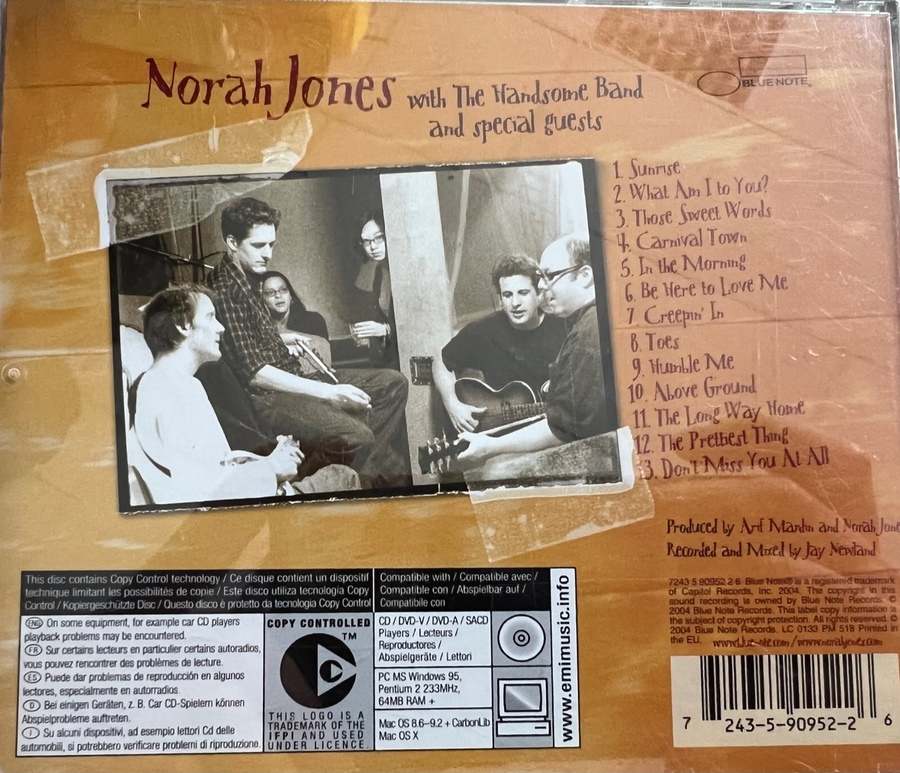 Norah Jones with The Handsome Band
and special guests
BLUE NOTE®
1. Sunrise
2. What Am I to You?
3. Those Sweet Words
4. Carnival Town
5. In the Morning
6. Be Here to Love Me
7. Creepin' In
8. Toes
9. Humble Me
10. Above Ground
11. The Long Way Home
12. The Prettiest Thing
13. Don't Miss You At All
Produced by Arif Mardin and Norah Jone
Recorded and Mixed by Jay Newland
7243 5 90952 2 6. Blue Note® is a registered trademark
of Capitol Records, Inc. 2004. The copyright in this
sound recording is owned by Blue Note Records. ©
2004 Blue Note Records. This label copy information is
the subject of copyright protection. All rights reserved. ©
2004 Blue Note Records. LC 0133 PM 518 Printed in
the EU. www.bluenote.com / www.norahjones.com
7 243-5-90952-2 6
This disc contains Copy Control technology / Ce disque contient un dispositif
technique limitant les possibilités de copie / Este disco utiliza tecnologia Copy
Control / Kopiergeschützte Disc / Questo disco è protetto da tecnologia Copy Control
ENG On some equipment, for example car CD players
playback problems may be encountered.
FR Sur certains lecteurs en particulier certains autoradios,
vous pouvez rencontrer des problèmes de lecture.
ES Puede dar problemas de reproducción en algunos
lectores, especialmente en autorradios.
D Bei einigen Geräten, z. B. Car CD-Spielern können
Abspielprobleme auftreten.
I Su alcuni dispositivi, ad esempio lettori Cd delle
automobili, si potrebbero verificare problemi di riproduzione.
COPY CONTROLLED
TM
THIS LOGO IS A
TRADEMARK OF THE
IFPI AND USED
UNDER LICENCE.
Compatible with / Compatible avec /
Compatible con / Abspielbar auf /
Compatibile con
CD / DVD-V / DVD-A / SACD
Players / Lecteurs /
Reproductores /
Abspielgeräte / Lettori
PC MS Windows 95,
Pentium 2 233MHz,
64MB RAM +
Mac OS 8.6–9.2 + CarbonLib
Mac OS X
www.emimusic.info